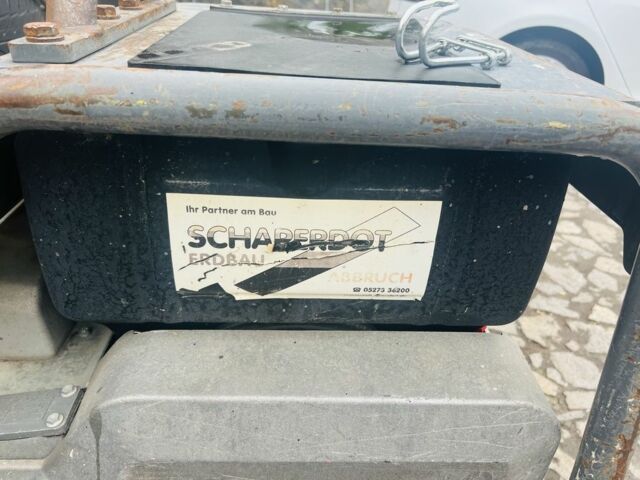 Ihr Partner am Bau
SCHAPERDOT
ERDBAU
ABBRUCH
☎ 05273 36200